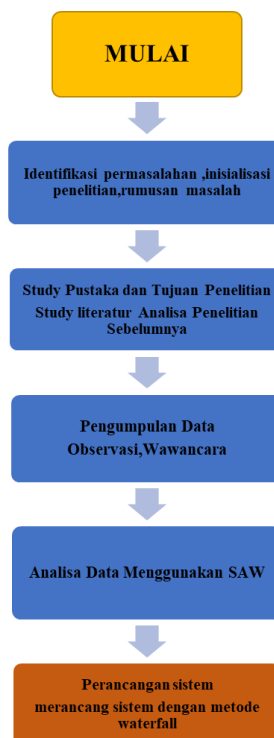 MULAI
Identifikasi permasalahan ,inisialisasi
penelitian,rumusan masalah
Study Pustaka dan Tujuan Penelitian
Study literatur Analisa Penelitian
Sebelumnya
Pengumpulan Data
Observasi,Wawancara
Analisa Data Menggunakan SAW
Perancangan sistem
merancang sistem dengan metode
waterfall